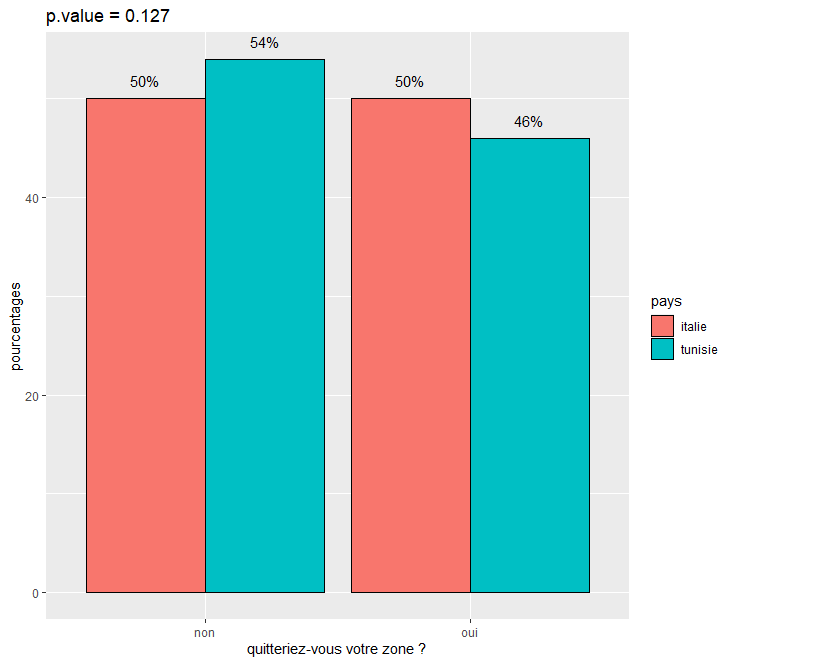 p.value = 0.127
54%
50%
50%
46%
40
20
0
pourcentages
non
oui
quitteriez-vous votre zone ?
pays
italie
tunisie